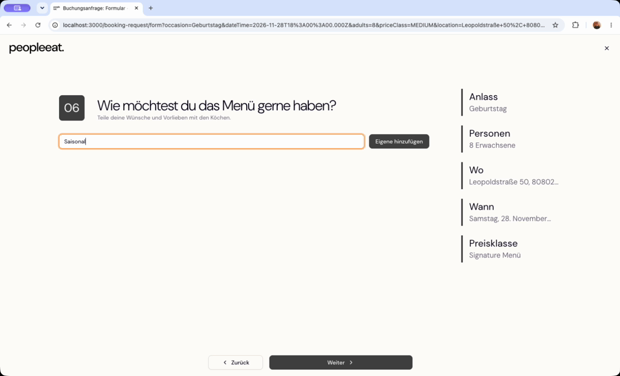 Buchungsanfrage: Formular
localhost:3000/booking-request/form?occasion=Geburtstag&dateTime=2026-11-28T18%3A00%3A00.000Z&adults=8&priceClass=MEDIUM&location=Leopoldstraße+50%2C+8080...
peopleeat.
06
Wie möchtest du das Menü gerne haben?
Teile deine Wünsche und Vorlieben mit den Köchen.
Saisonal
Eigene hinzufügen
Anlass
Geburtstag
Personen
8 Erwachsene
Wo
Leopoldstraße 50, 80802...
Wann
Samstag, 28. November...
Preisklasse
Signature Menü
Zurück
Weiter